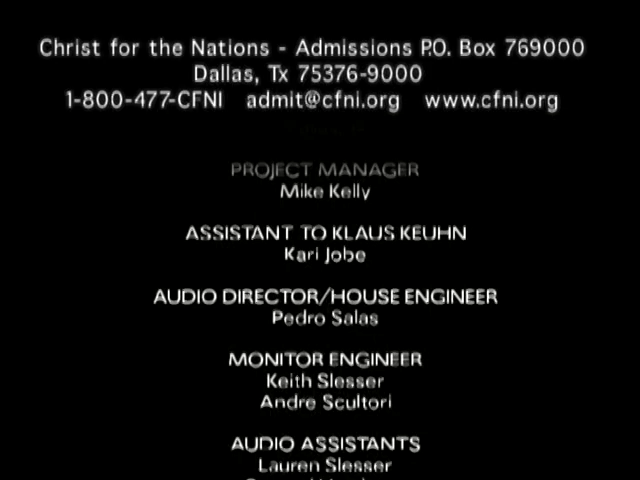 Christ for the Nations - Admissions P.O. Box 769000
Dallas, Tx 75376-9000
1-800-477-CFNI admit@cfni.org www.cfni.org
PROJECT MANAGER
Mike Kelly
ASSISTANT TO KLAUS KEUHN
Kari Jobe
AUDIO DIRECTOR/HOUSE ENGINEER
Pedro Salas
MONITOR ENGINEER
Keith Slesser
Andre Scultori
AUDIO ASSISTANTS
Lauren Slesser